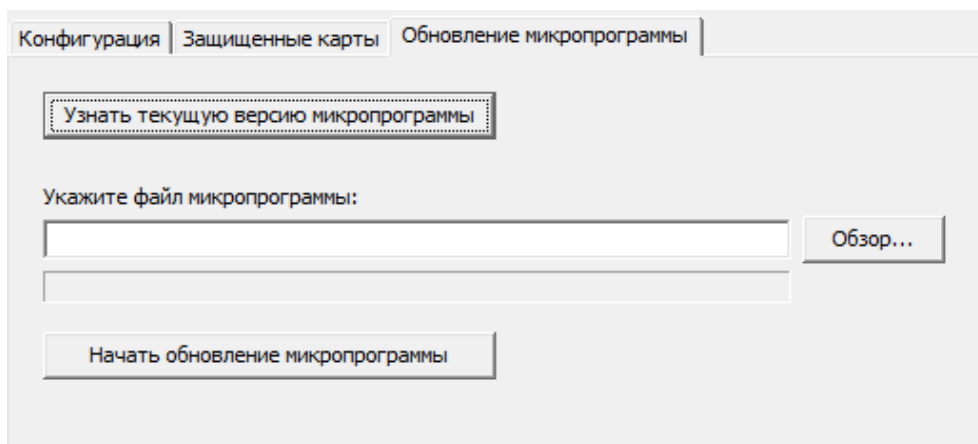 Конфигурация Защищенные карты Обновление микропрограммы
Узнать текущую версию микропрограммы
Укажите файл микропрограммы:
Обзор...
Начать обновление микропрограммы